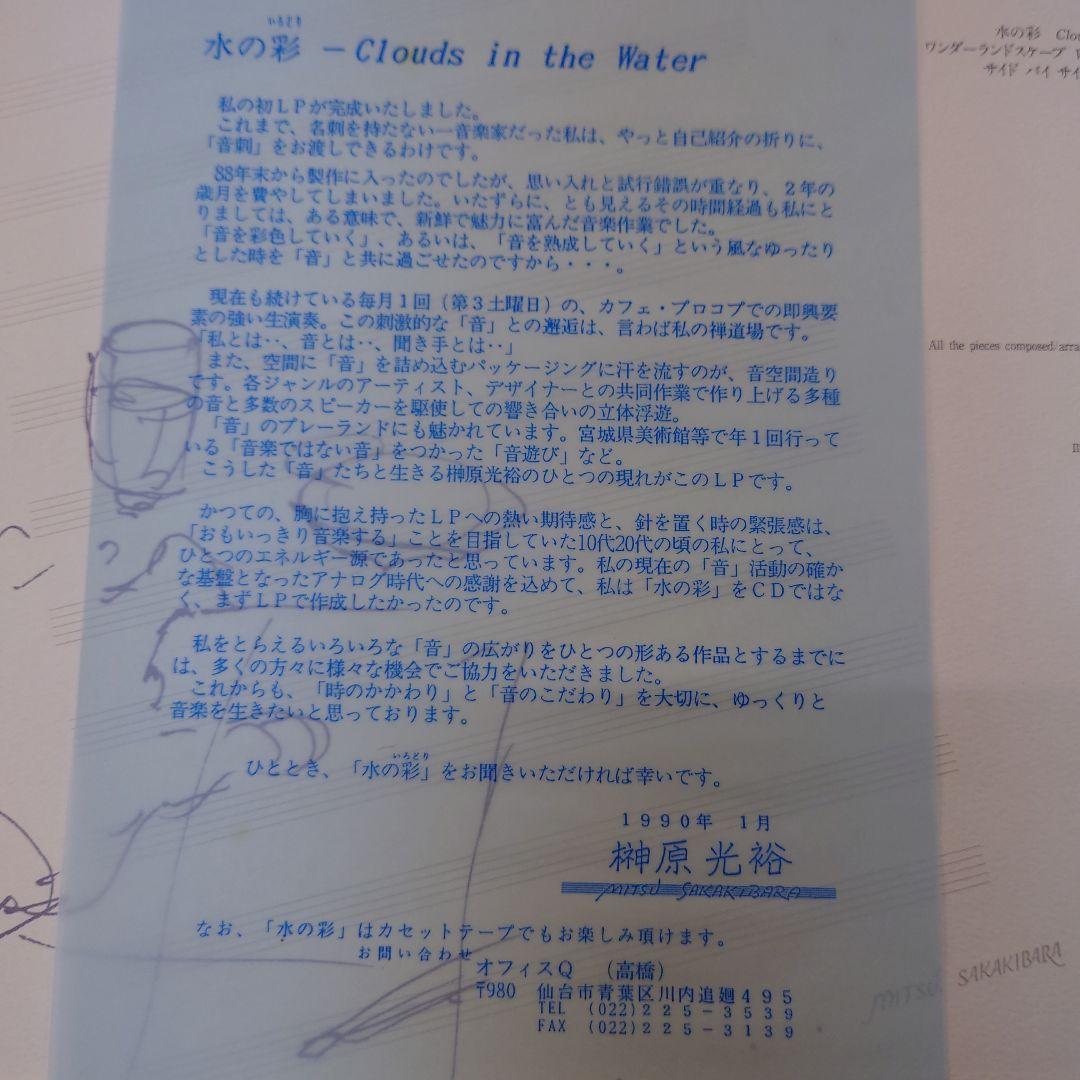 いろどり
水の彩 －Clouds in the Water
私の初ＬＰが完成いたしました。
これまで、名刺を持たない一音楽家だった私は、やっと自己紹介の折りに、
「音刺」をお渡しできるわけです。
88年末から製作に入ったのでしたが、思い入れと試行錯誤が重なり、２年の
歳月を費やしてしまいました。いたずらに、とも見えるその時間経過も私にと
りましては、ある意味で、新鮮で魅力に富んだ音楽作業でした。
「音を彩色していく」、あるいは、「音を熟成していく」という風なゆったり
とした時を「音」と共に過ごせたのですから・・・。
現在も続けている毎月１回（第３土曜日）の、カフェ・プロコプでの即興要
素の強い生演奏。この刺激的な「音」との邂逅は、言わば私の禅道場です。
「私とは‥、音とは‥、聞き手とは‥」
また、空間に「音」を詰め込むパッケージングに汗を流すのが、音空間造り
です。各ジャンルのアーティスト、デザイナーとの共同作業で作り上げる多種
の音と多数のスピーカーを駆使しての響き合いの立体浮遊。
「音」のプレーランドにも魅かれています。宮城県美術館等で年１回行って
いる「音楽ではない音」をつかった「音遊び」など。
こうした「音」たちと生きる榊原光裕のひとつの現れがこのＬＰです。
かつての、胸に抱え持ったＬＰへの熱い期待感と、針を置く時の緊張感は、
「おもいっきり音楽する」ことを目指していた10代20代の頃の私にとって、
ひとつのエネルギー源であったと思っています。私の現在の「音」活動の確か
な基盤となったアナログ時代への感謝を込めて、私は「水の彩」をＣＤではな
く、まずＬＰで作成したかったのです。
私をとらえるいろいろな「音」の広がりをひとつの形ある作品とするまでに
は、多くの方々に様々な機会でご協力をいただきました。
これからも、「時のかかわり」と「音のこだわり」を大切に、ゆっくりと
音楽を生きたいと思っております。
いろどり
ひととき、「水の彩」をお聞きいただければ幸いです。
１９９０年　１月
榊原光裕
MITSU SAKAKIBARA
なお、「水の彩」はカセットテープでもお楽しみ頂けます。
お問い合わせ
オフィスＱ　（高橋）
〒980　仙台市青葉区川内追廻４９５
TEL　(022)２２５－３５３９
FAX　(022)２２５－３１３９
水の彩　Clou
ワンダーランドスケープ
サイド バイ サイ
All the pieces composed/arra
MITSU SAKAKIBARA